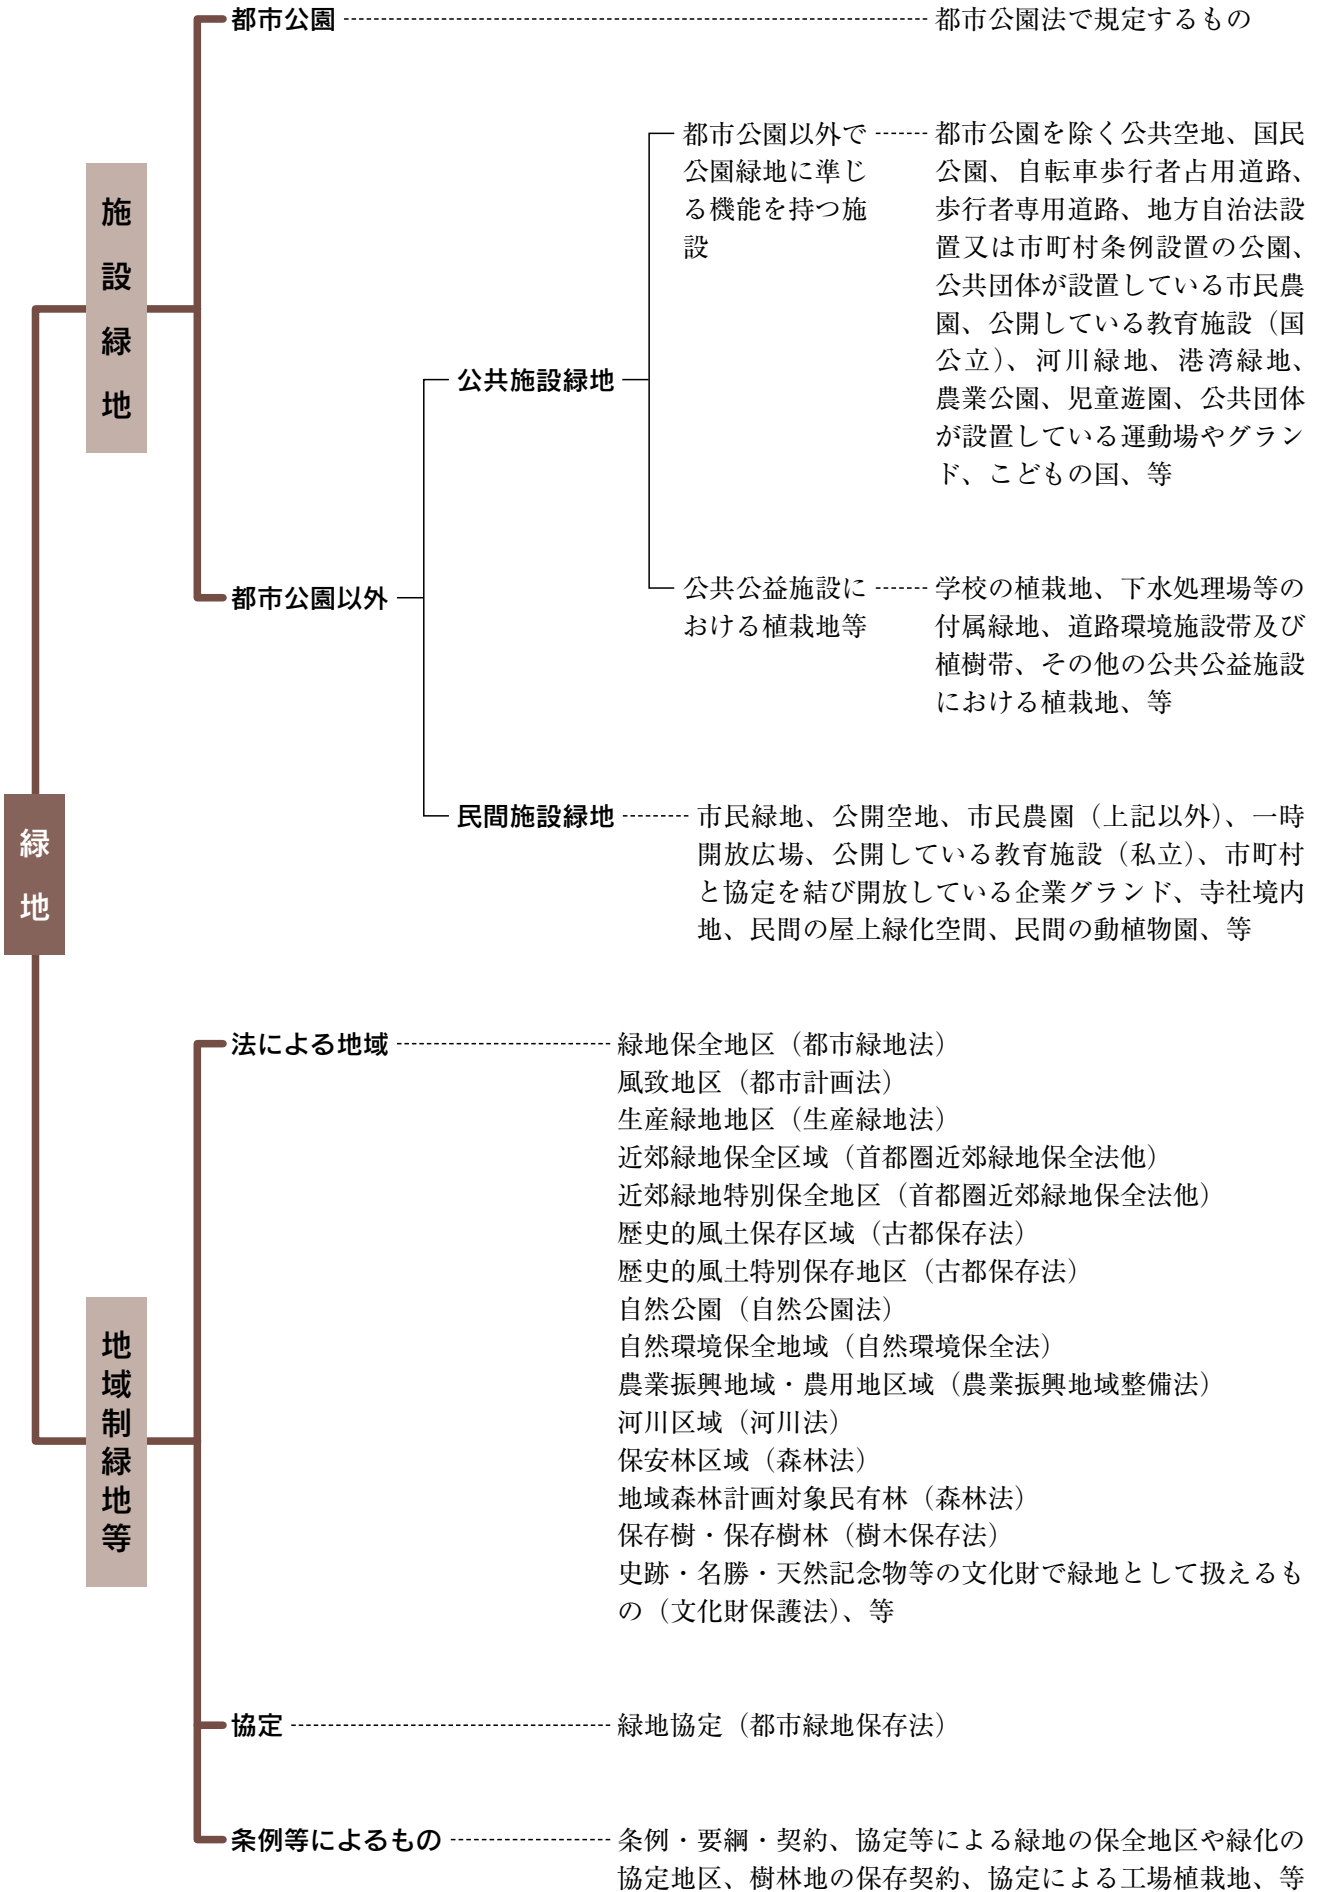 緑地
施設緑地
都市公園
都市公園法で規定するもの
都市公園以外
公共施設緑地
都市公園以外で
公園緑地に準じ
る機能を持つ施
設
都市公園を除く公共空地、国民
公園、自転車歩行者占用道路、
歩行者専用道路、地方自治法設
置又は市町村条例設置の公園、
公共団体が設置している市民農
園、公開している教育施設（国
公立）、河川緑地、港湾緑地、
農業公園、児童遊園、公共団体
が設置している運動場やグラン
ド、こどもの国、等
公共公益施設に
おける植栽地等
学校の植栽地、下水処理場等の
付属緑地、道路環境施設帯及び
植樹帯、その他の公共公益施設
における植栽地、等
民間施設緑地
市民緑地、公開空地、市民農園（上記以外）、一時
開放広場、公開している教育施設（私立）、市町村
と協定を結び開放している企業グランド、寺社境内
地、民間の屋上緑化空間、民間の動植物園、等
地域制緑地等
法による地域
緑地保全地区（都市緑地法）
風致地区（都市計画法）
生産緑地地区（生産緑地法）
近郊緑地保全区域（首都圏近郊緑地保全法他）
近郊緑地特別保全地区（首都圏近郊緑地保全法他）
歴史的風土保存区域（古都保存法）
歴史的風土特別保存地区（古都保存法）
自然公園（自然公園法）
自然環境保全地域（自然環境保全法）
農業振興地域・農用地区域（農業振興地域整備法）
河川区域（河川法）
保安林区域（森林法）
地域森林計画対象民有林（森林法）
保存樹・保存樹林（樹木保存法）
史跡・名勝・天然記念物等の文化財で緑地として扱えるも
の（文化財保護法）、等
協定
緑地協定（都市緑地保存法）
条例等によるもの
条例・要綱・契約、協定等による緑地の保全地区や緑化の
協定地区、樹林地の保存契約、協定による工場植栽地、等